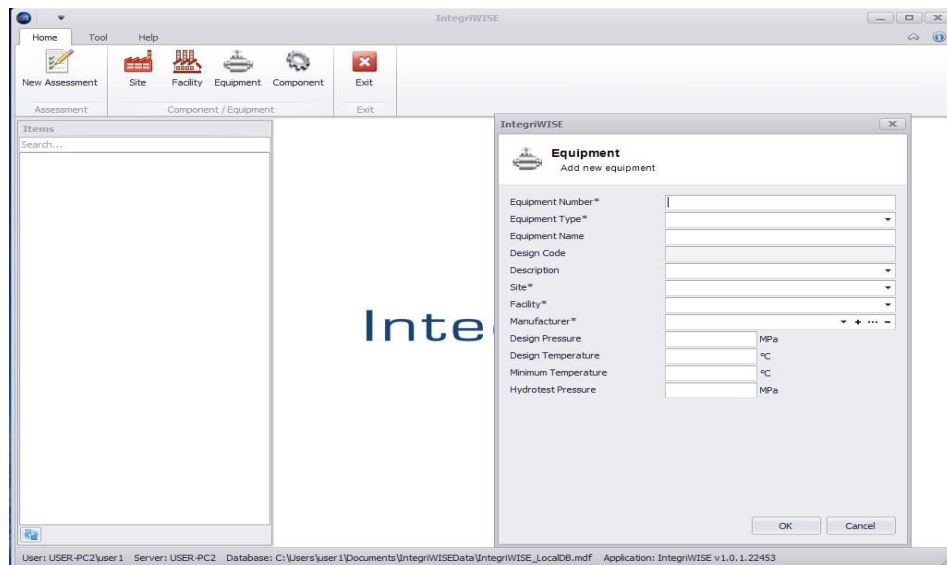 IntegriWISE
Home Tool Help
New Assessment Site Facility Equipment Component Exit
Assessment Component / Equipment Exit
Items
Search...
Inte
IntegriWISE
Equipment
Add new equipment
Equipment Number*
Equipment Type*
Equipment Name
Design Code
Description
Site*
Facility*
Manufacturer*
Design Pressure MPa
Design Temperature ºC
Minimum Temperature ºC
Hydrotest Pressure MPa
OK Cancel
User: USER-PC2\user1 Server: USER-PC2 Database: C:\Users\user1\Documents\IntegriWISEData\IntegriWISE_LocalDB.mdf Application: IntegriWISE v1.0.1.22453